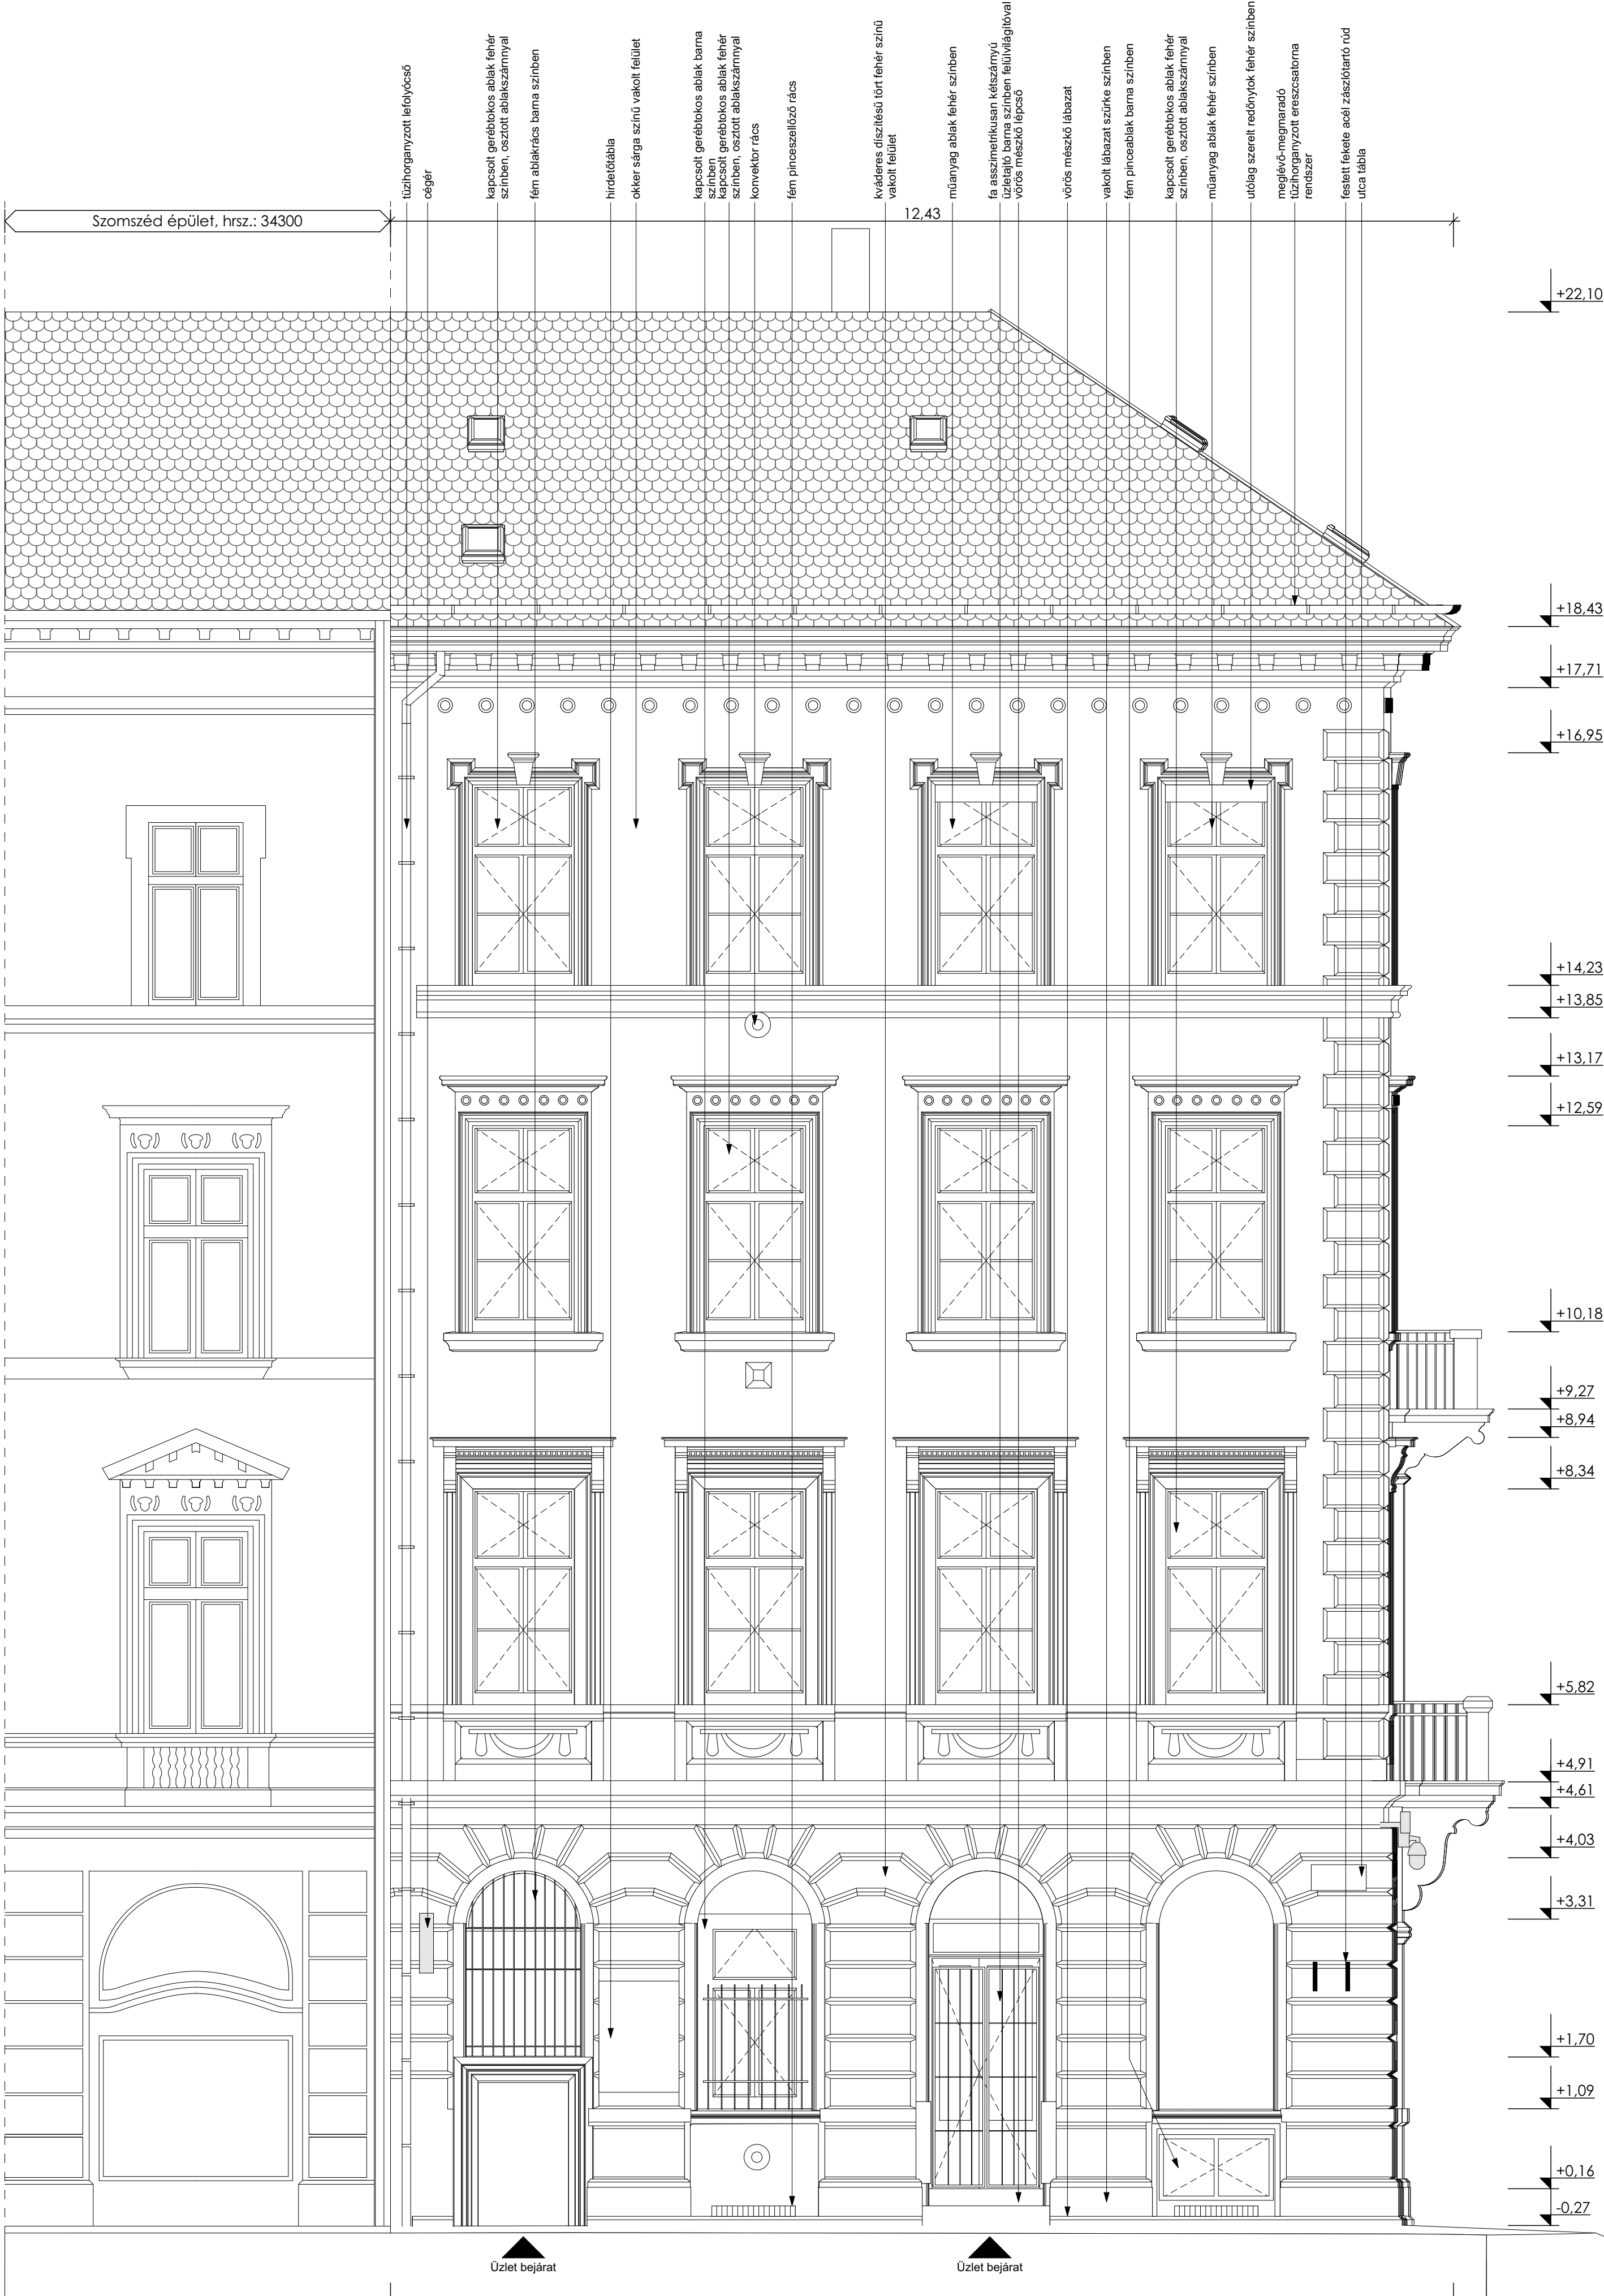 tűzihorganyzott lefolyócső
cégér
kapcsolt gerébtokos ablak fehér
színben, osztott ablakszárnnyal
fém ablakrács barna színben
hirdetőtábla
okker sárga színű vakolt felület
kapcsolt gerébtokos ablak barna
színben
kapcsolt gerébtokos ablak fehér
színben, osztott ablakszárnnyal
konvektor rács
fém pinceszellőző rács
kváderes díszítésű tört fehér színű
vakolt felület
műanyag ablak fehér színben
fa asszimetrikusan kétszárnyú
üzletajtó barna színben felülvilágítóval
vörös mészkő lépcső
vörös mészkő lábazat
vakolt lábazat szürke színben
fém pinceablak barna színben
kapcsolt gerébtokos ablak fehér
színben, osztott ablakszárnnyal
műanyag ablak fehér színben
utólag szerelt redőnytok fehér színben
meglévő-megmaradó
tűzihorganyzott ereszcsatorna
rendszer
festett fekete acél zászlótartó rúd
utca tábla
Szomszéd épület, hrsz.: 34300
12,43
+22,10
+18,43
+17,71
+16,95
+14,23
+13,85
+13,17
+12,59
+10,18
+9,27
+8,94
+8,34
+5,82
+4,91
+4,61
+4,03
+3,31
+1,70
+1,09
+0,16
-0,27
Üzlet bejárat
Üzlet bejárat